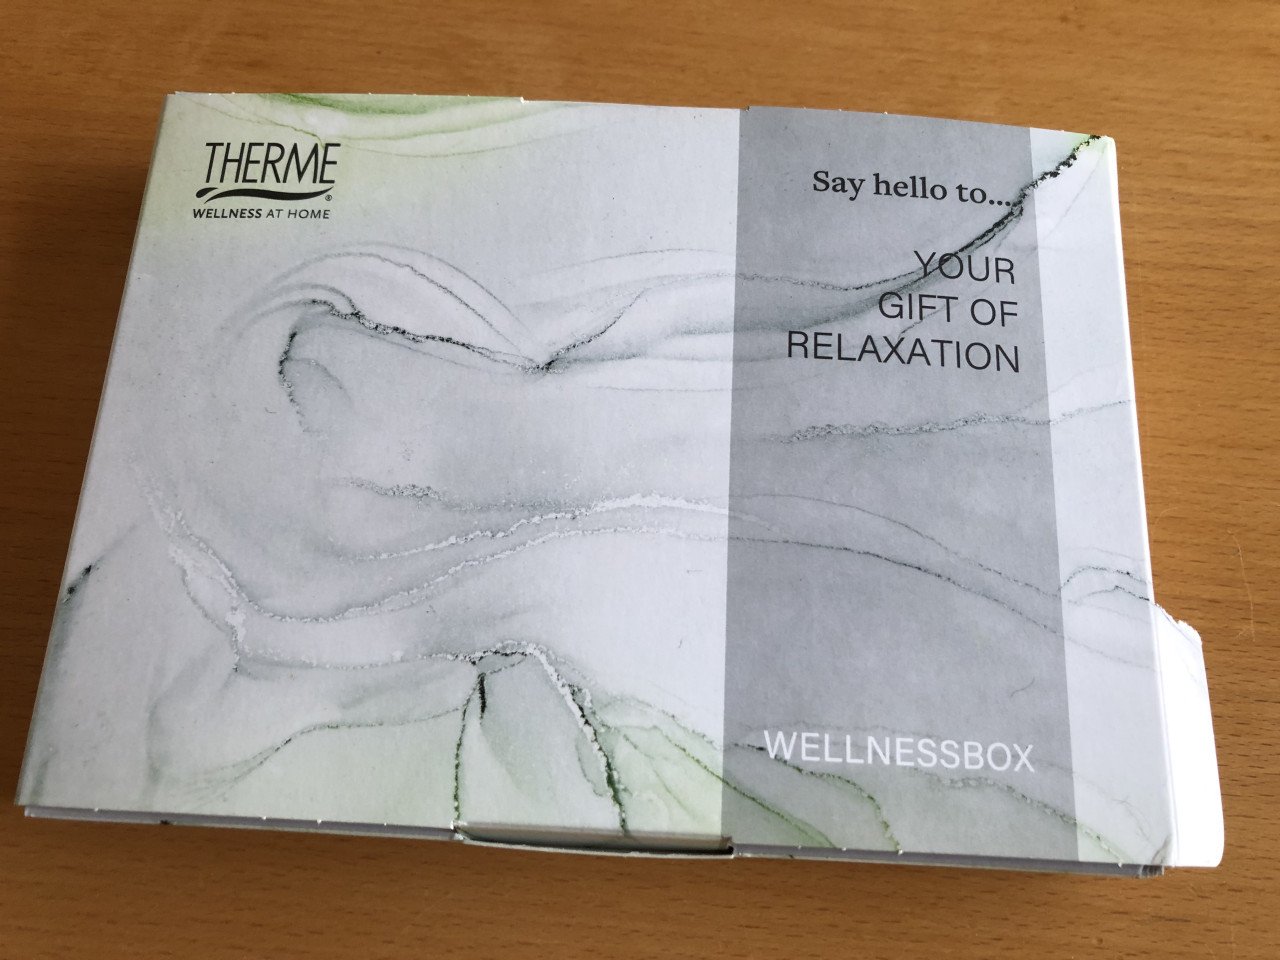 THERME®
WELLNESS AT HOME
Say hello to...
YOUR
GIFT OF
RELAXATION
WELLNESSBOX